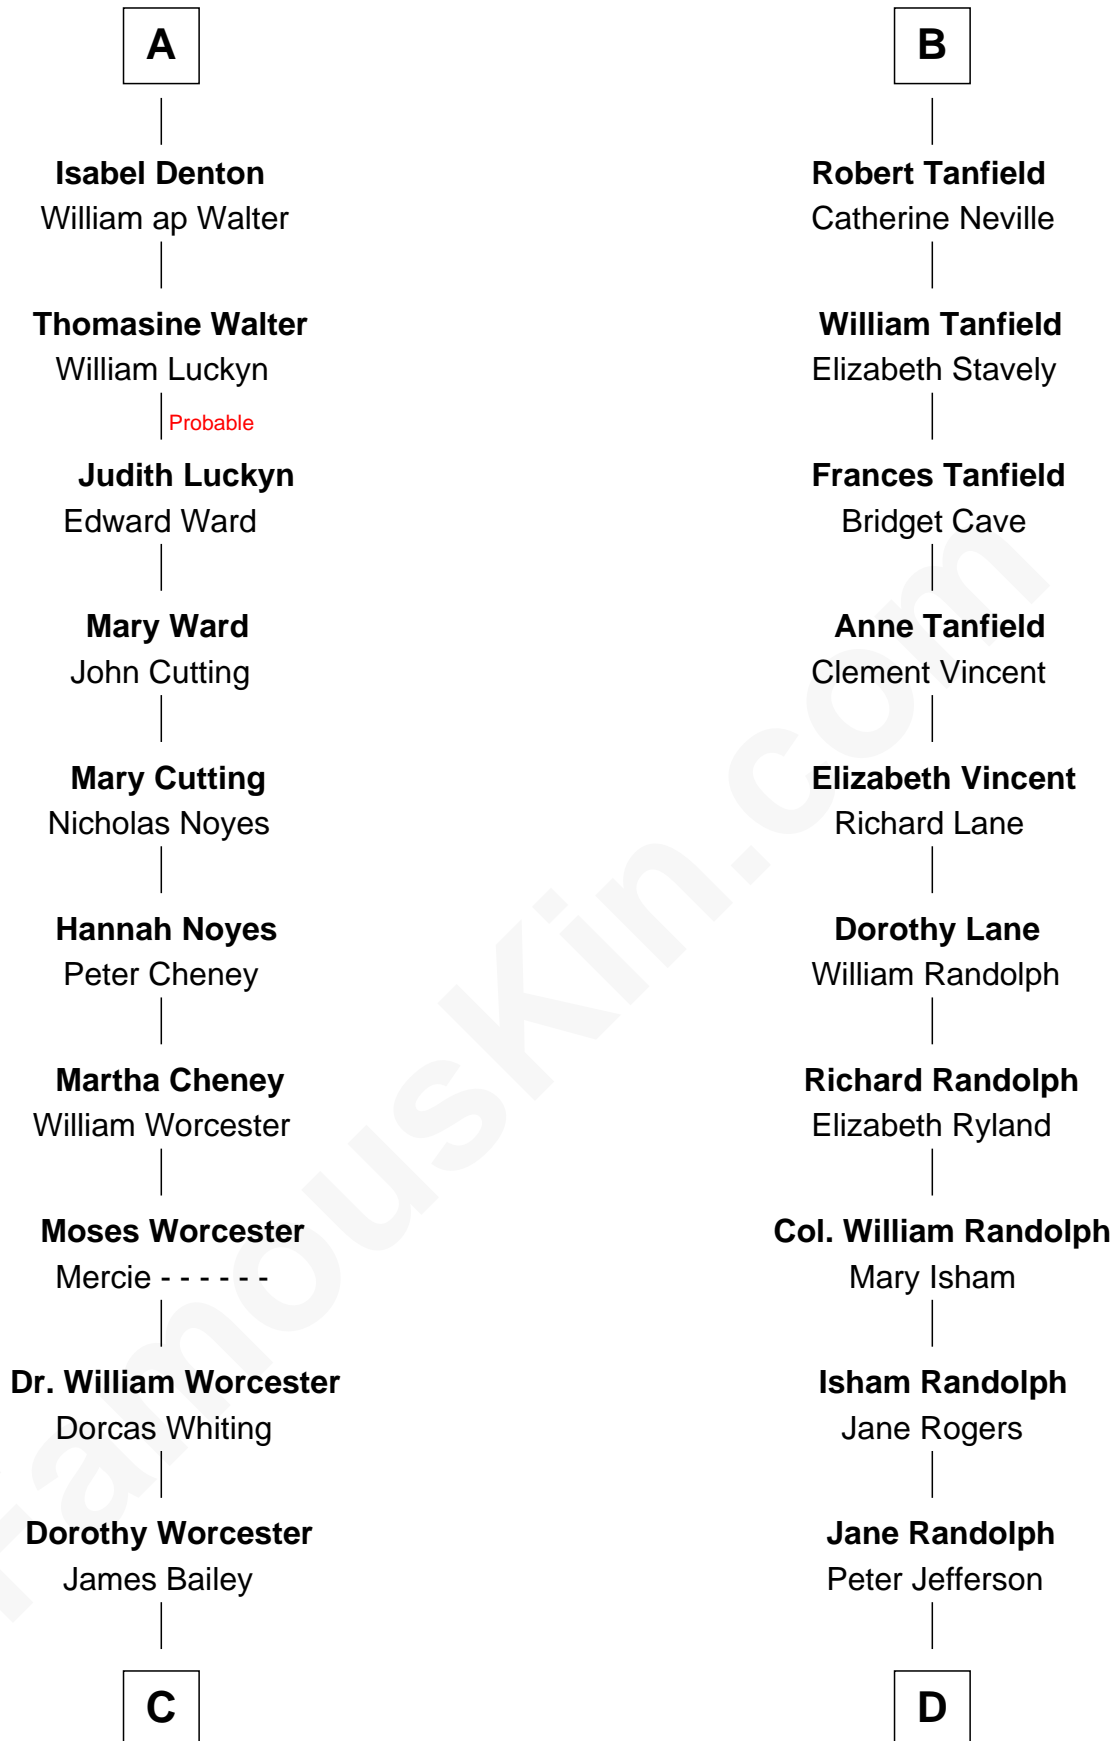 A
Isabel Denton
William ap Walter
Thomasine Walter
William Luckyn
Probable
Judith Luckyn
Edward Ward
Mary Ward
John Cutting
Mary Cutting
Nicholas Noyes
Hannah Noyes
Peter Cheney
Martha Cheney
William Worcester
Moses Worcester
Mercie - - - - - -
Dr. William Worcester
Dorcas Whiting
Dorothy Worcester
James Bailey
C
B
Robert Tanfield
Catherine Neville
William Tanfield
Elizabeth Stavely
Frances Tanfield
Bridget Cave
Anne Tanfield
Clement Vincent
Elizabeth Vincent
Richard Lane
Dorothy Lane
William Randolph
Richard Randolph
Elizabeth Ryland
Col. William Randolph
Mary Isham
Isham Randolph
Jane Rogers
Jane Randolph
Peter Jefferson
D
FamousKin.com